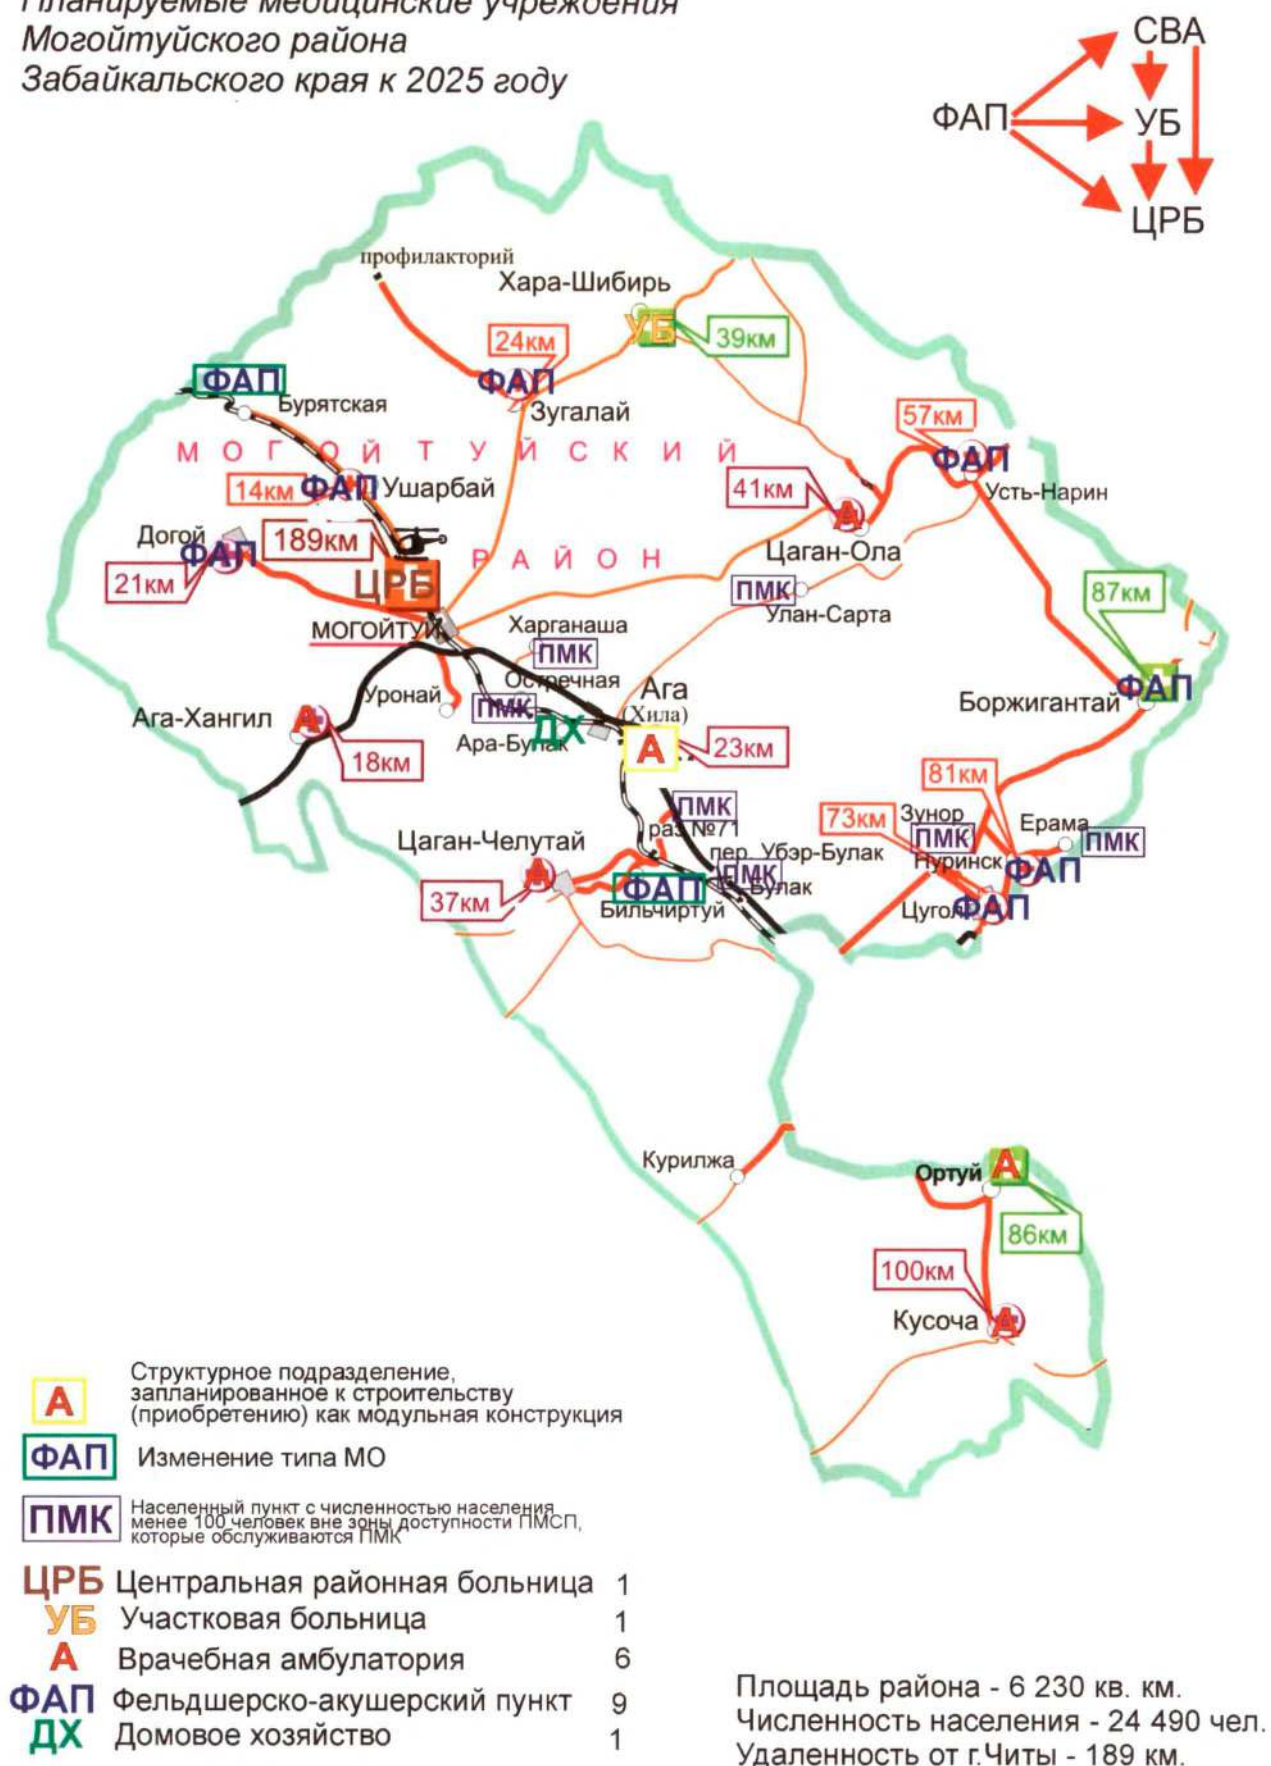 Планируемые медицинские учреждения
Могойтуйского района
Забайкальского края к 2025 году
СВА
ФАП
УБ
ЦРБ
профилакторий
Хара-Шибирь
УБ
39км
24км
ФАП
Зугалай
ФАП
Бурятская
МОГОЙТУЙСКИЙ
57км
ФАП
Усть-Нарин
14км
ФАП
Ушарбай
41км
А
Цаган-Ола
Догой
ФАП
21км
189км
ЦРБ
РАЙОН
ПМК
Улан-Сарта
87км
ФАП
Боржигантай
МОГОЙТУЙ
Харганаша
ПМК
Остречная
ПМК
Уронай
Ага
(Хила)
Ага-Хангил
А
18км
Ара-Булак
ДХ
А
23км
81км
73км
Зунор
ПМК
Ерама
ПМК
Нуринск
ФАП
Цугол
ФАП
ПМК
раз.№71
пер. Убэр-Булак
ПМК
Булак
Цаган-Челутай
А
37км
ФАП
Бильчиртуй
Курилжа
Ортуй
А
86км
100км
Кусоча
А
А
Структурное подразделение,
запланированное к строительству
(приобретению) как модульная конструкция
ФАП
Изменение типа МО
ПМК
Населенный пункт с численностью населения
менее 100 человек вне зоны доступности ПМСП,
которые обслуживаются ПМК
ЦРБ Центральная районная больница 1
УБ Участковая больница 1
А Врачебная амбулатория 6
ФАП Фельдшерско-акушерский пункт 9
ДХ Домовое хозяйство 1
Площадь района - 6 230 кв. км.
Численность населения - 24 490 чел.
Удаленность от г.Читы - 189 км.